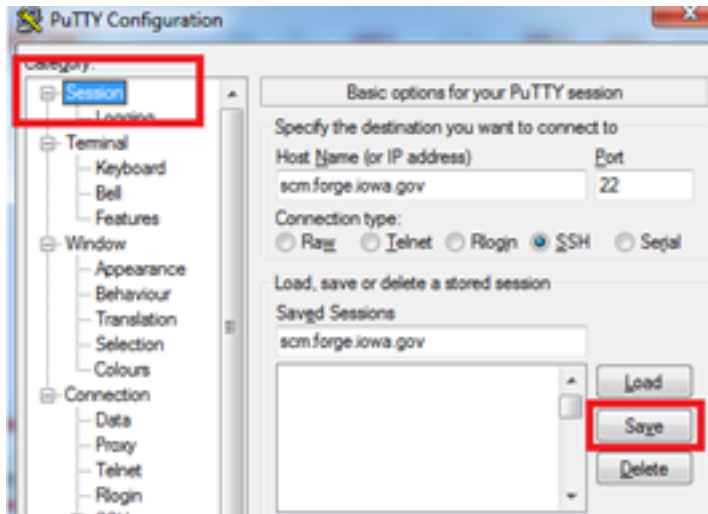 PuTTY Configuration
Category:
Session
Logging
Terminal
Keyboard
Bell
Features
Window
Appearance
Behaviour
Translation
Selection
Colours
Connection
Data
Proxy
Telnet
Rlogin
Basic options for your PuTTY session
Specify the destination you want to connect to
Host Name (or IP address) Port
scm.forge.iowa.gov 22
Connection type:
Raw Telnet Rlogin SSH Serial
Load, save or delete a stored session
Saved Sessions
scm.forge.iowa.gov
Load
Save
Delete